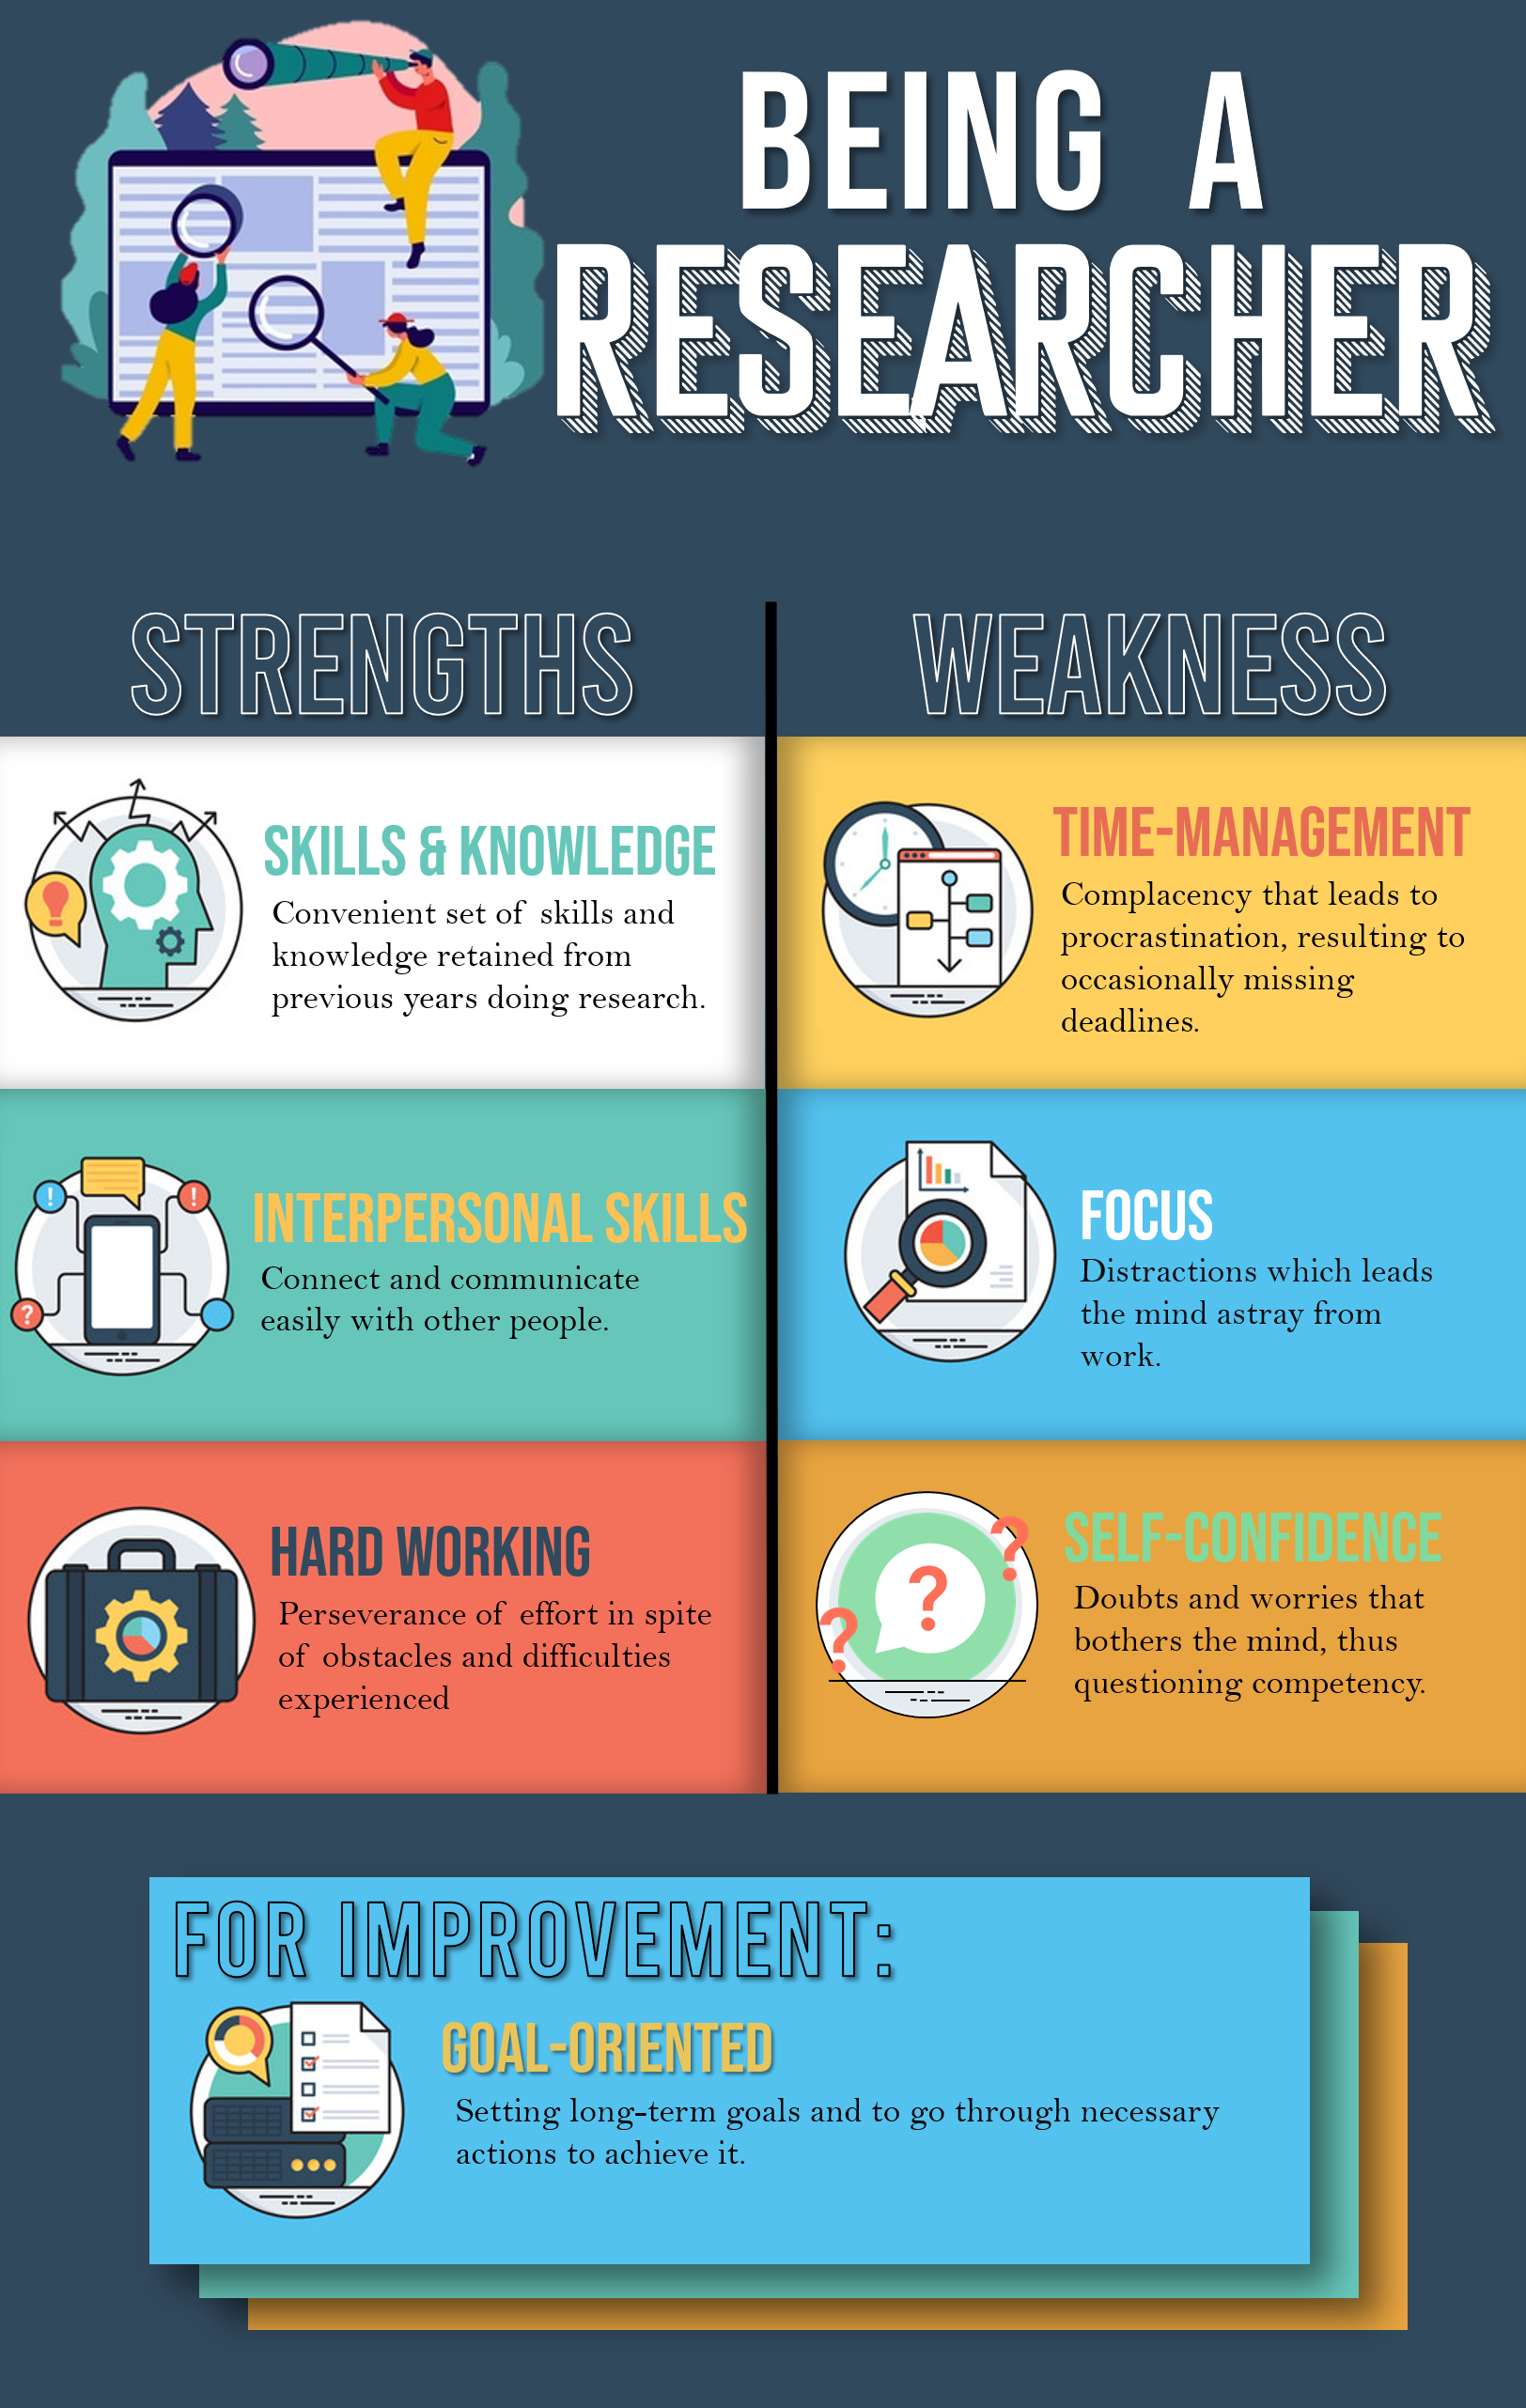 BEING A
RESEARCHER
STRENGTHS
SKILLS & KNOWLEDGE
Convenient set of skills and
knowledge retained from
previous years doing research.
INTERPERSONAL SKILLS
Connect and communicate
easily with other people.
HARD WORKING
Perseverance of effort in spite
of obstacles and difficulties
experienced
WEAKNESS
TIME-MANAGEMENT
Complacency that leads to
procrastination, resulting to
occasionally missing
deadlines.
FOCUS
Distractions which leads
the mind astray from
work.
SELF-CONFIDENCE
Doubts and worries that
bothers the mind, thus
questioning competency.
FOR IMPROVEMENT:
GOAL-ORIENTED
Setting long-term goals and to go through necessary
actions to achieve it.